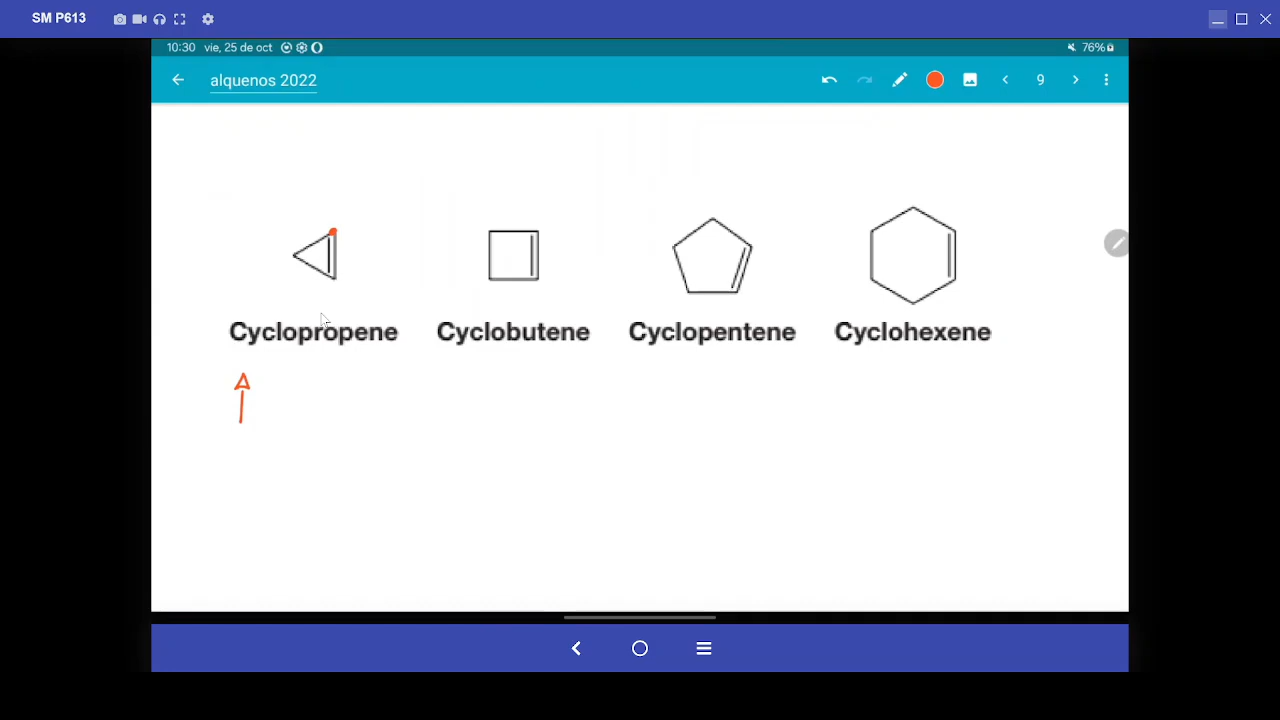 SM P613
10:30 vie, 25 de oct 76%
alquenos 2022 9
Cyclopropene Cyclobutene Cyclopentene Cyclohexene